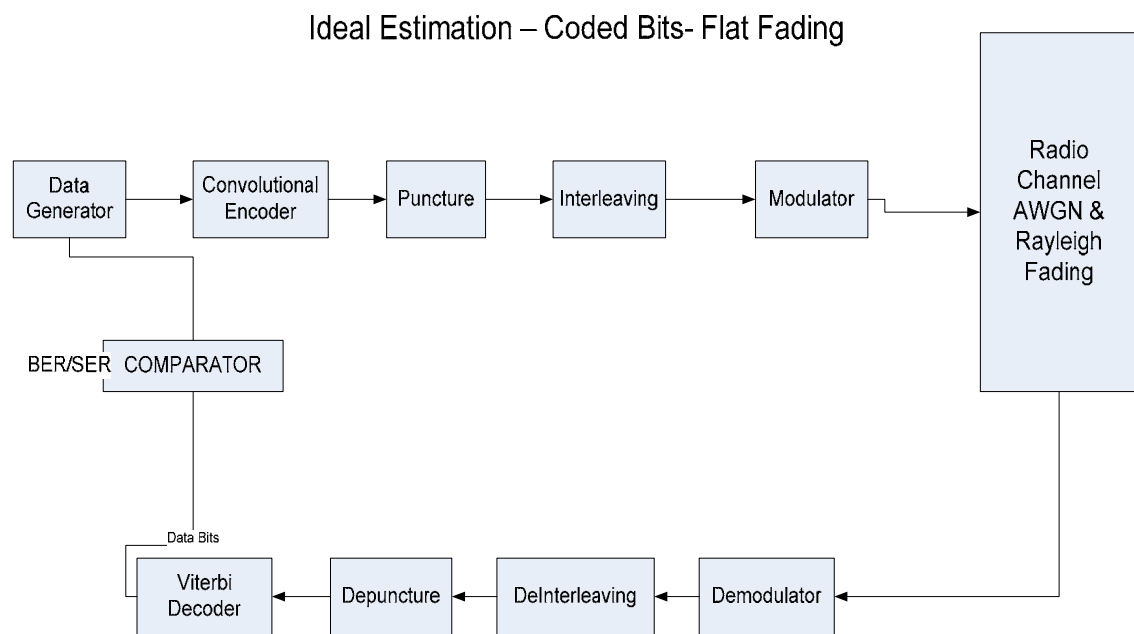 Ideal Estimation – Coded Bits- Flat Fading
Data
Generator
Convolutional
Encoder
Puncture
Interleaving
Modulator
Radio
Channel
AWGN &
Rayleigh
Fading
BER/SER
COMPARATOR
Data Bits
Viterbi
Decoder
Depuncture
DeInterleaving
Demodulator